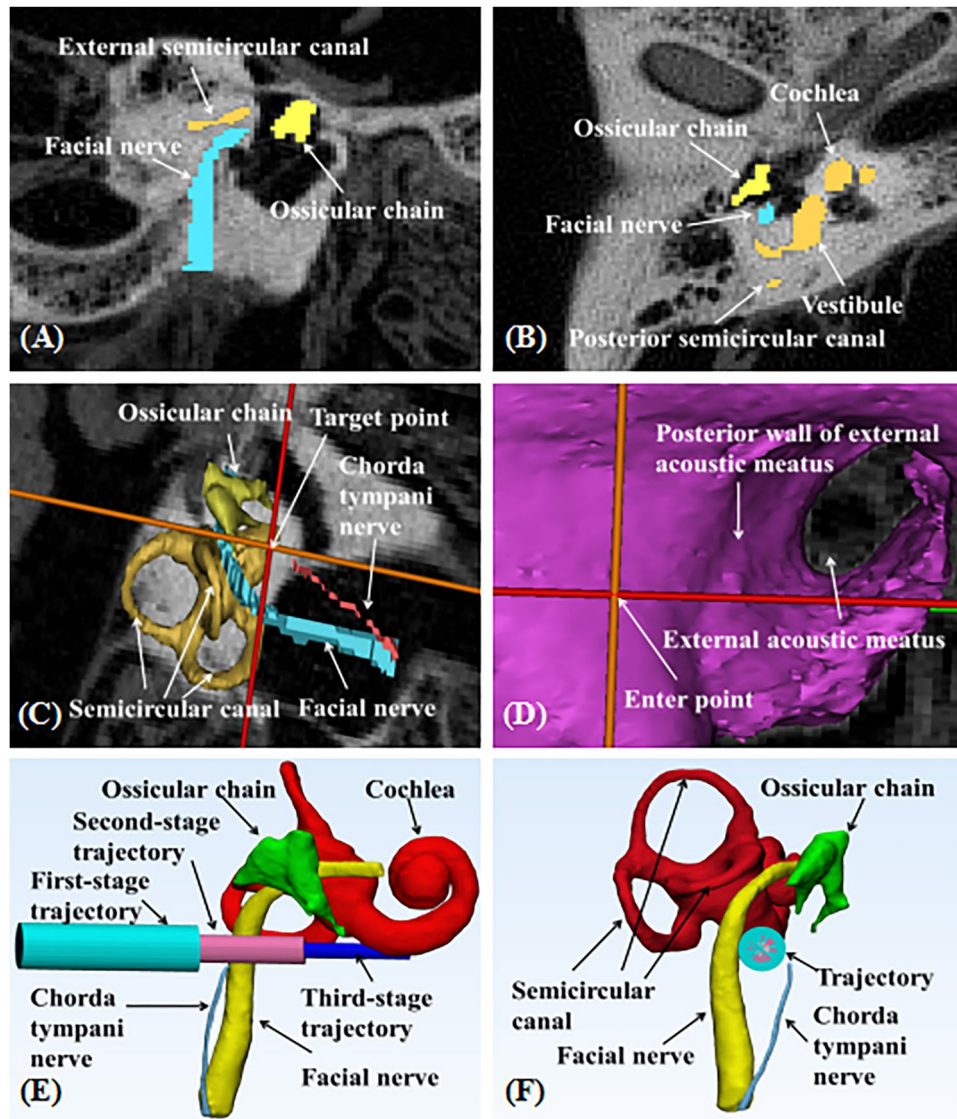 External semicircular canal
Facial nerve
Ossicular chain
(A)
Cochlea
Ossicular chain
Facial nerve
Vestibule
Posterior semicircular canal
(B)
Ossicular chain
Target point
Chorda
tympani
nerve
Semicircular canal
Facial nerve
(C)
Posterior wall of external
acoustic meatus
External acoustic meatus
Enter point
(D)
Ossicular chain
Cochlea
Second-stage
trajectory
First-stage
trajectory
Chorda
tympani
nerve
Third-stage
trajectory
Facial nerve
(E)
Ossicular chain
Semicircular
canal
Trajectory
Facial nerve
Chorda
tympani
nerve
(F)